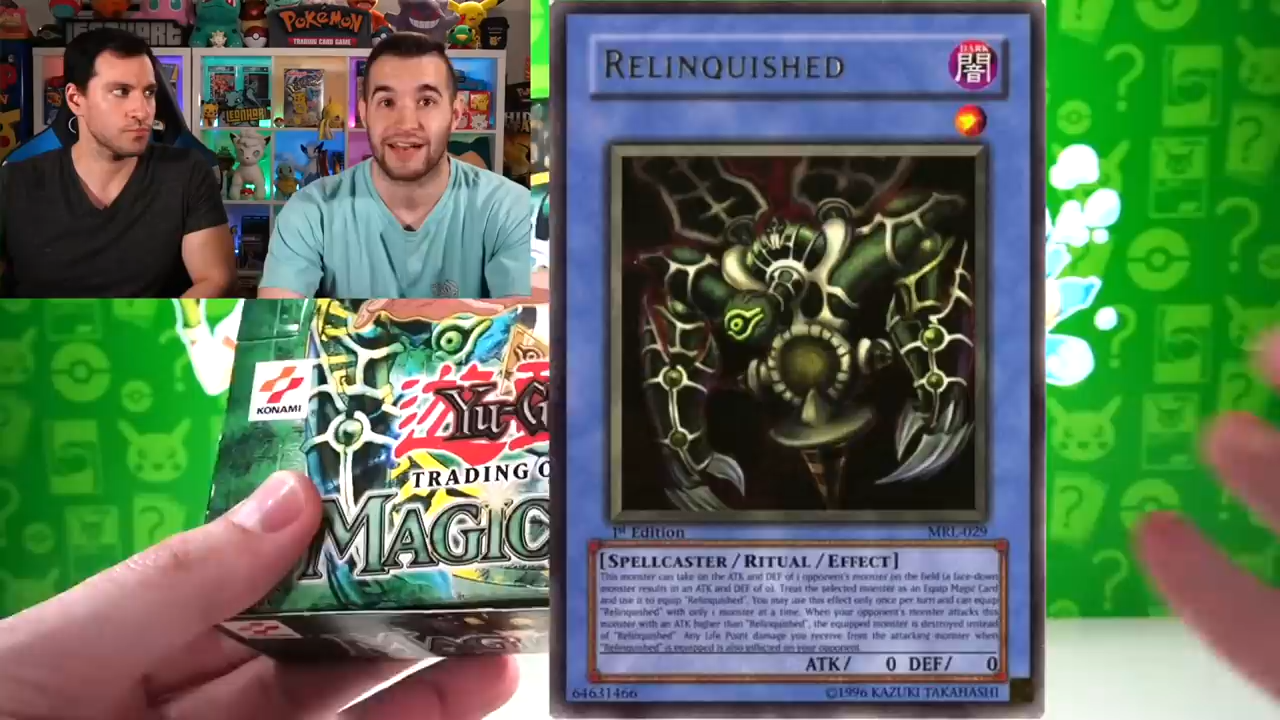 LEONHART
POKéMON
TRADING CARD GAME
LEONHART
KONAMI
遊戯
YU-G
TRADING C
MAGIC
RELINQUISHED
DARK
闇
1st Edition
MRL-029
[SPELLCASTER/RITUAL/EFFECT]
This monster can take on the ATK and DEF of 1 opponent's monster on the field (a face-down
monster results in an ATK and DEF of 0). Treat the selected monster as an Equip Magic Card
and use it to equip "Relinquished". You may use this effect only once per turn and can equip
"Relinquished" with only 1 monster at a time. When your opponent's monster attacks this
monster with an ATK higher than "Relinquished", the equipped monster is destroyed instead
of "Relinquished". Any Life Point damage you receive from the attacking monster when
"Relinquished" is equipped is also inflicted on your opponent.
ATK/ 0 DEF/ 0
64631466
©1996 KAZUKI TAKAHASHI